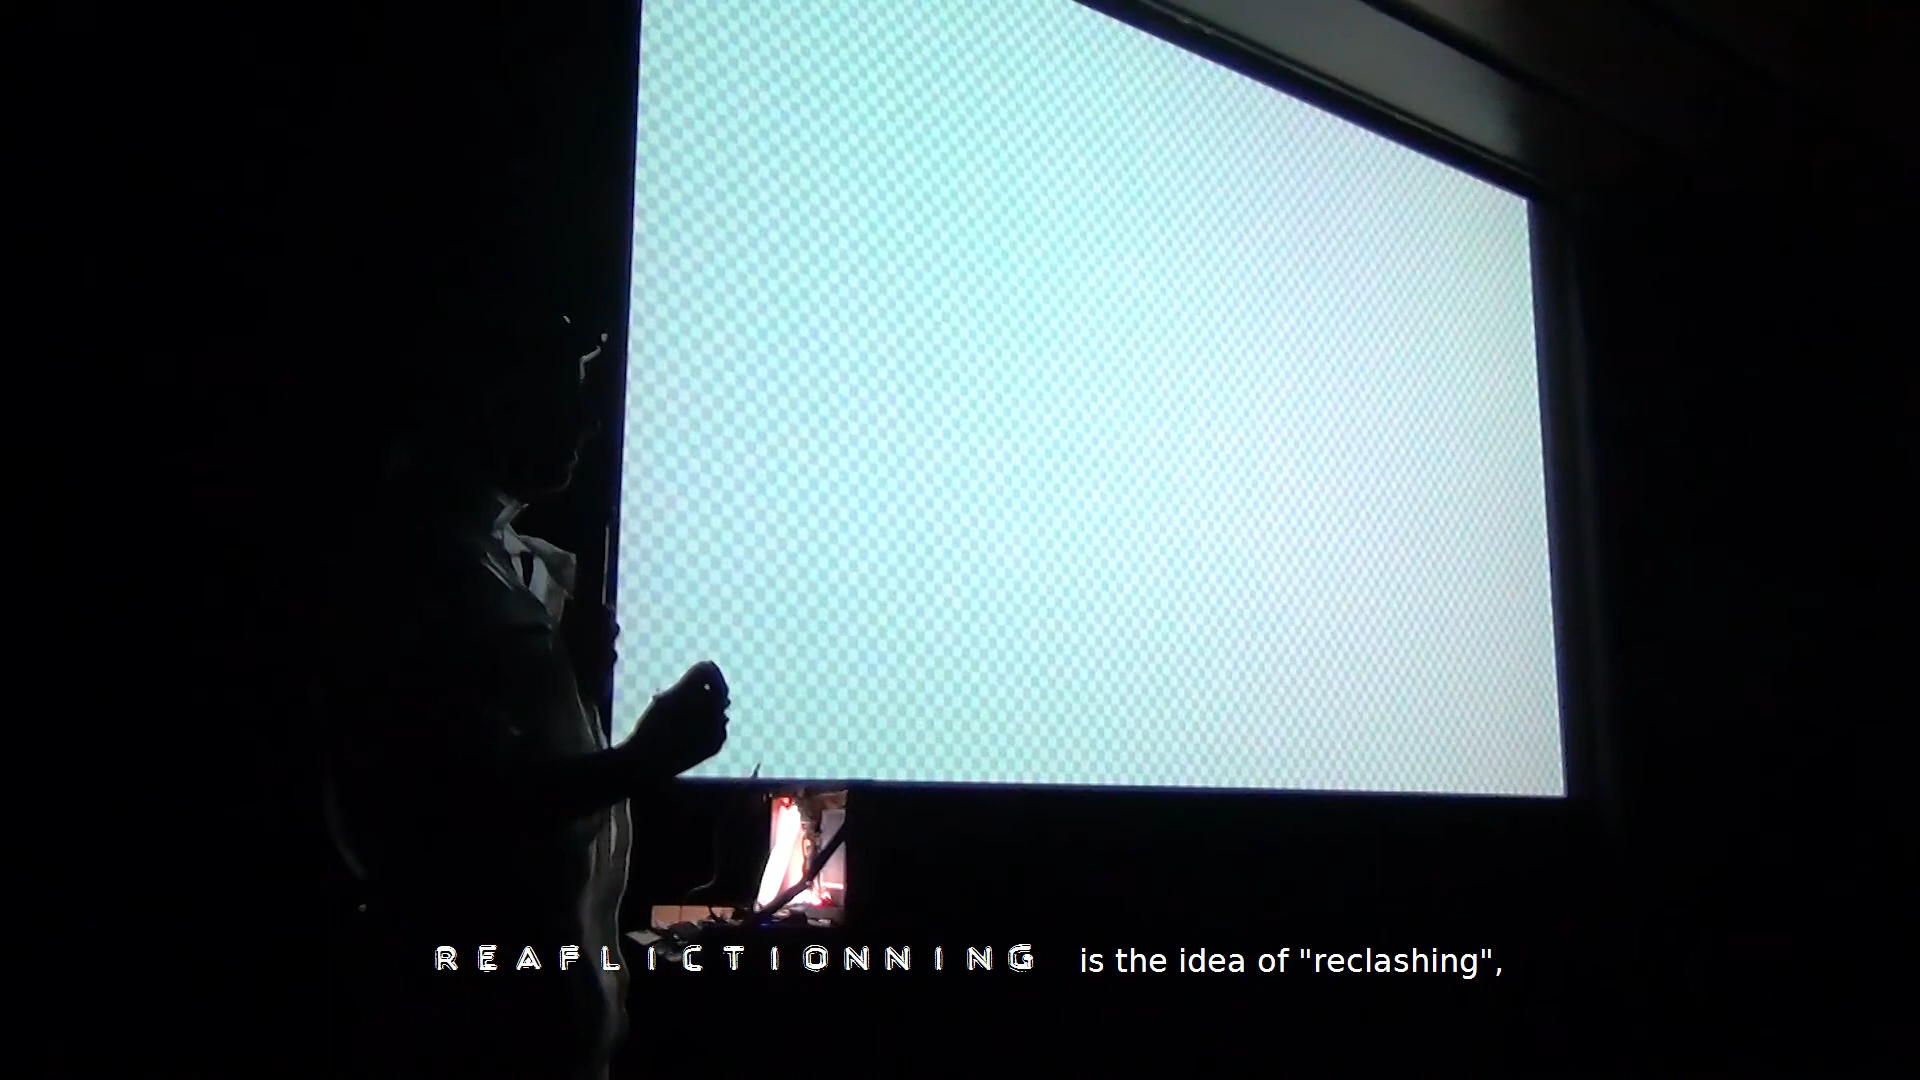 REAFLICTIONNING is the idea of "reclashing",